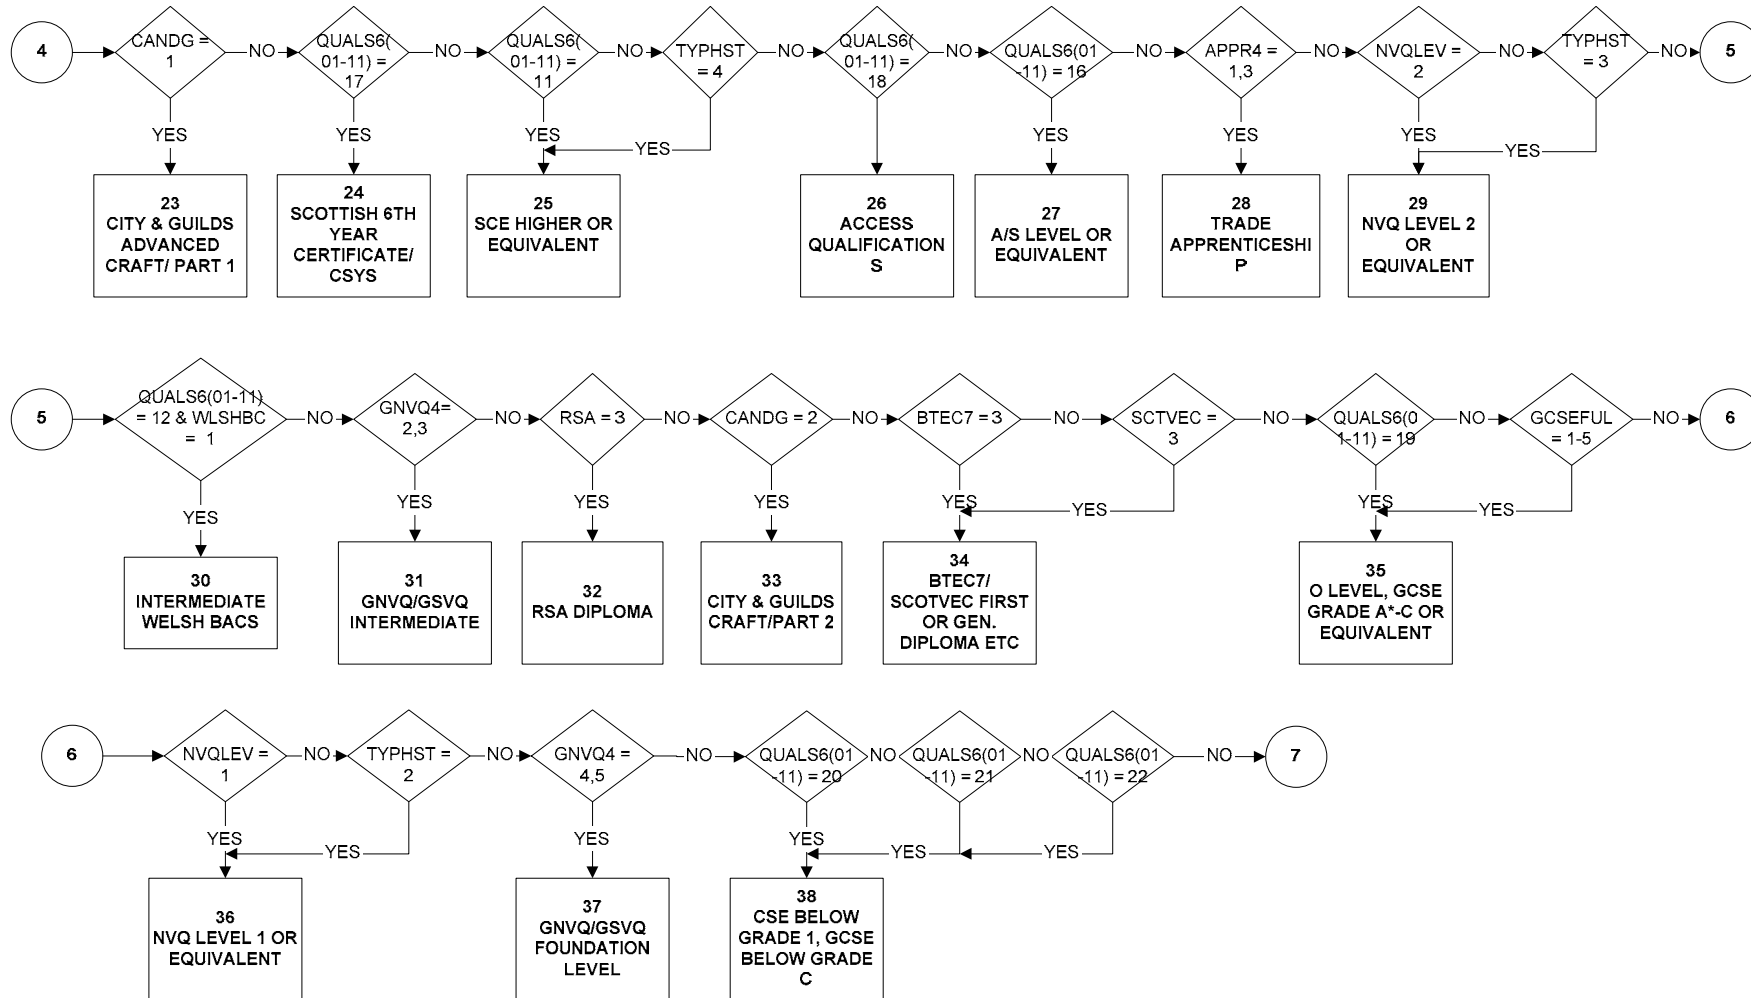 4
CANDG =
1
NO
QUALS6(
01-11) =
17
NO
QUALS6(
01-11) =
11
NO
TYPHST
= 4
NO
QUALS6(
01-11) =
18
NO
QUALS6(01
-11) = 16
NO
APPR4 =
1,3
NO
NVQLEV =
2
NO
TYPHST
= 3
NO
5
YES
YES
YES
YES
YES
YES
YES
YES
23
CITY & GUILDS
ADVANCED
CRAFT/ PART 1
24
SCOTTISH 6TH
YEAR
CERTIFICATE/
CSYS
25
SCE HIGHER OR
EQUIVALENT
26
ACCESS
QUALIFICATION
S
27
A/S LEVEL OR
EQUIVALENT
28
TRADE
APPRENTICESHI
P
29
NVQ LEVEL 2
OR
EQUIVALENT
5
QUALS6(01-11)
= 12 & WLSHBC
= 1
NO
GNVQ4=
2,3
NO
RSA = 3
NO
CANDG = 2
NO
BTEC7 = 3
NO
SCTVEC =
3
NO
QUALS6(0
1-11) = 19
NO
GCSEFUL
= 1-5
NO
6
YES
YES
YES
YES
YES
YES
YES
YES
30
INTERMEDIATE
WELSH BACS
31
GNVQ/GSVQ
INTERMEDIATE
32
RSA DIPLOMA
33
CITY & GUILDS
CRAFT/PART 2
34
BTEC7/
SCOTVEC FIRST
OR GEN.
DIPLOMA ETC
35
O LEVEL, GCSE
GRADE A*-C OR
EQUIVALENT
6
NVQLEV =
1
NO
TYPHST =
2
NO
GNVQ4 =
4,5
NO
QUALS6(01
-11) = 20
NO
QUALS6(01
-11) = 21
NO
QUALS6(01
-11) = 22
NO
7
YES
YES
YES
YES
YES
YES
36
NVQ LEVEL 1 OR
EQUIVALENT
37
GNVQ/GSVQ
FOUNDATION
LEVEL
38
CSE BELOW
GRADE 1, GCSE
BELOW GRADE
C